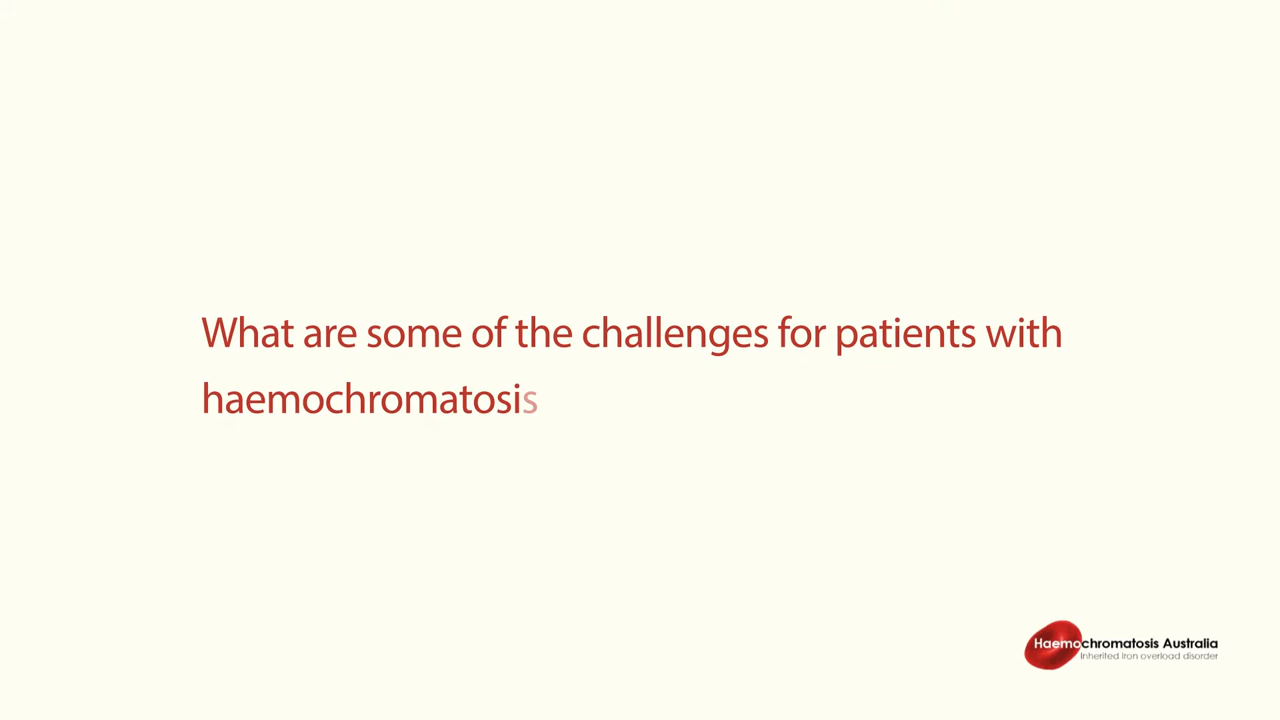 What are some of the challenges for patients with
haemochromatosis
Haemochromatosis Australia
Inherited iron overload disorder